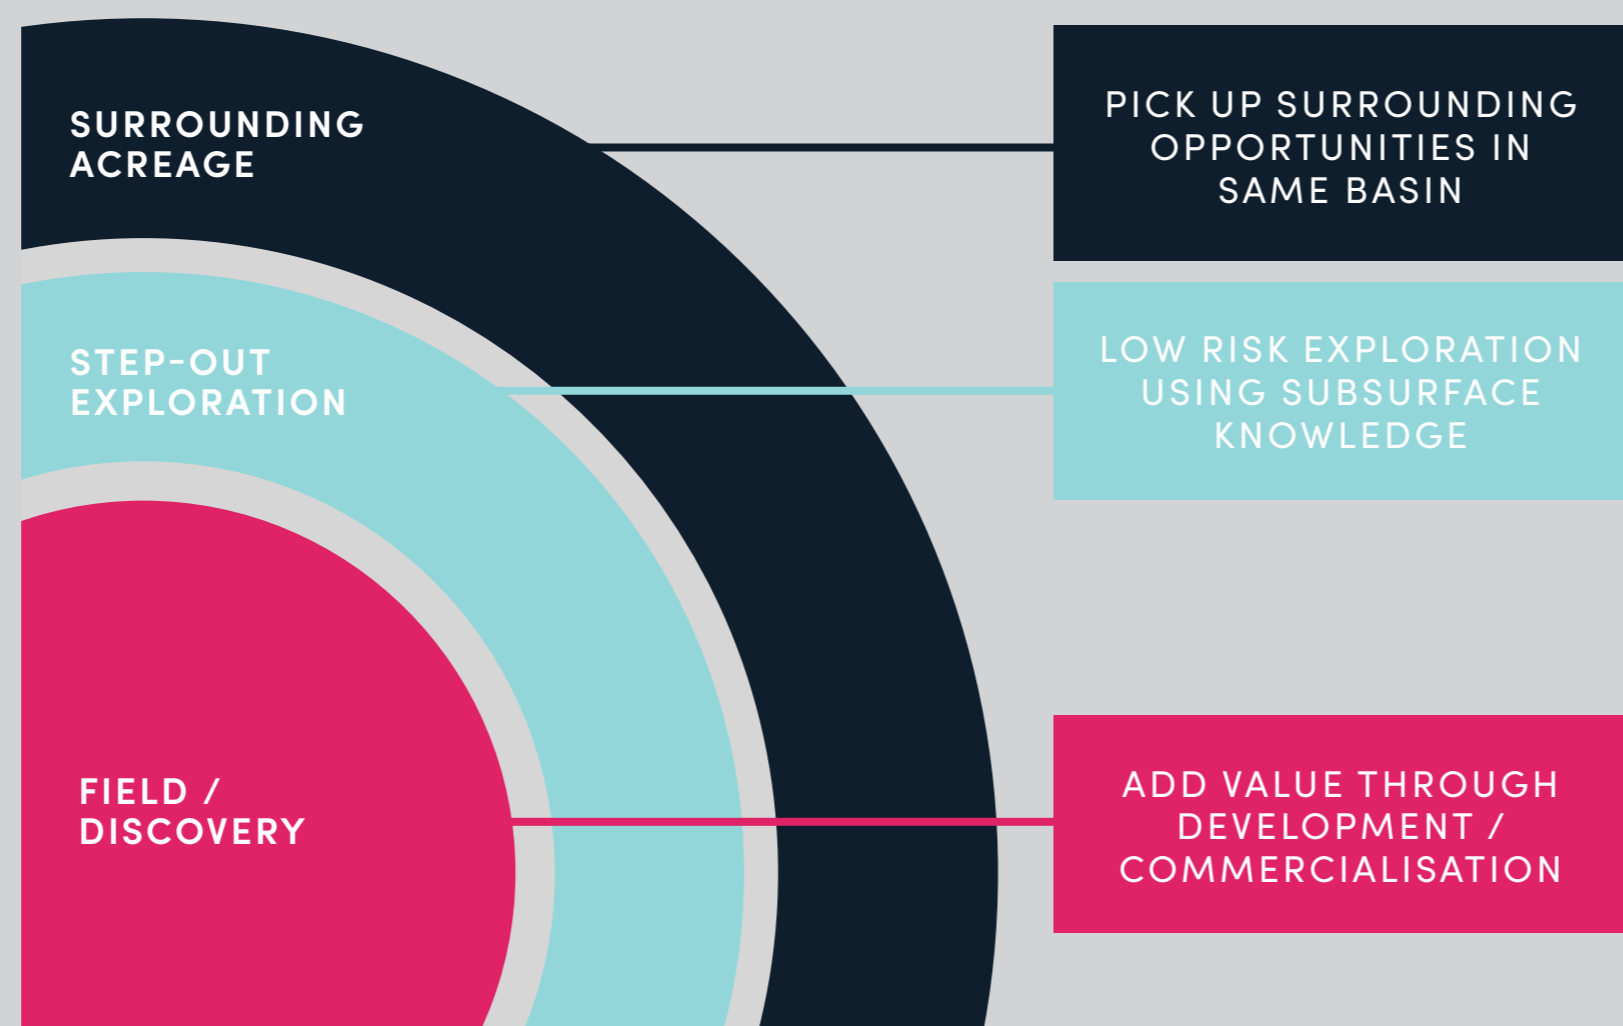 SURROUNDING
ACREAGE
PICK UP SURROUNDING
OPPORTUNITIES IN
SAME BASIN
STEP-OUT
EXPLORATION
LOW RISK EXPLORATION
USING SUBSURFACE
KNOWLEDGE
FIELD /
DISCOVERY
ADD VALUE THROUGH
DEVELOPMENT /
COMMERCIALISATION